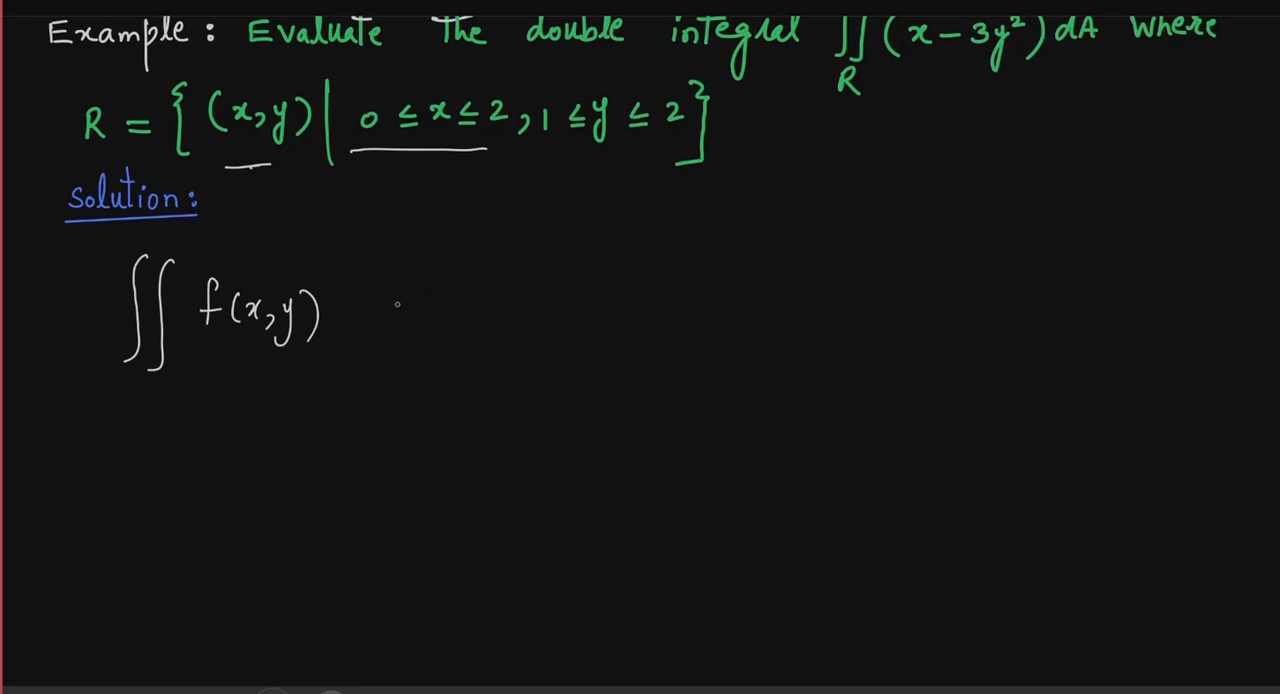 Example: Evaluate The double integral ∬_R (x - 3y²) dA where
R = { (x,y) | 0 ≤ x ≤ 2, 1 ≤ y ≤ 2 }
Solution:
∬ f(x,y)